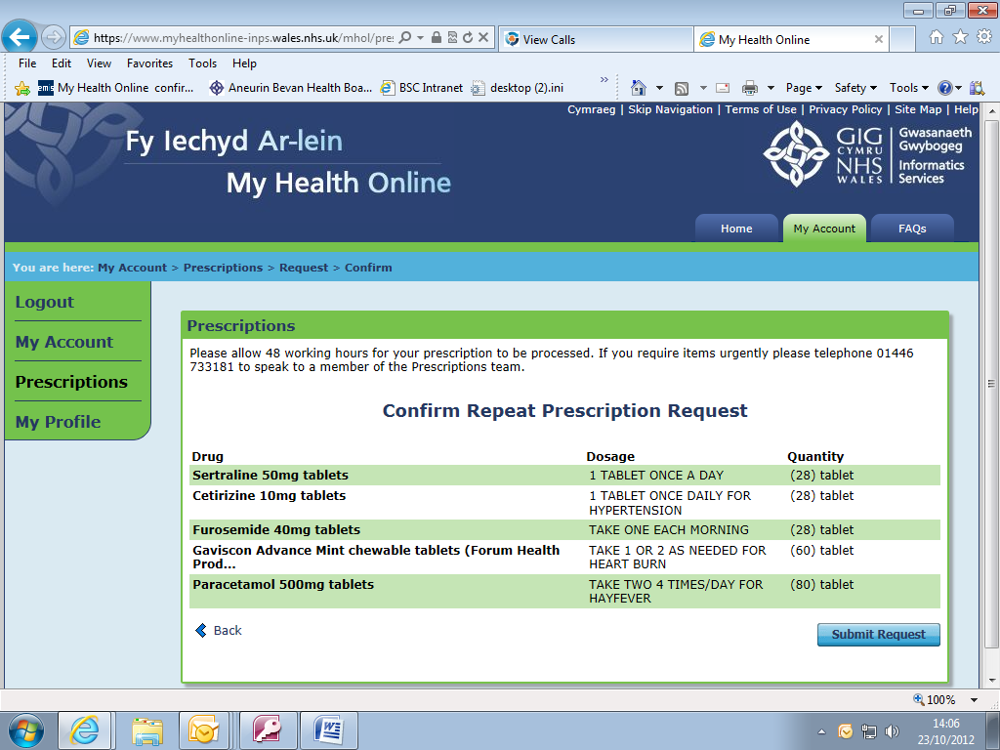 https://www.myhealthonline-inps.wales.nhs.uk/mhol/pre
View Calls
My Health Online
File Edit View Favorites Tools Help
My Health Online confir...
Aneurin Bevan Health Boa...
BSC Intranet
desktop (2).ini
»
Page
Safety
Tools
Cymraeg | Skip Navigation | Terms of Use | Privacy Policy | Site Map | Help
Fy Iechyd Ar-lein
My Health Online
GIG
CYMRU
NHS
WALES
Gwasanaeth
Gwybodeg
Informatics
Services
Home
My Account
FAQs
You are here: My Account > Prescriptions > Request > Confirm
Logout
My Account
Prescriptions
My Profile
Prescriptions
Please allow 48 working hours for your prescription to be processed. If you require items urgently please telephone 01446
733181 to speak to a member of the Prescriptions team.
Confirm Repeat Prescription Request
Drug Dosage Quantity
Sertraline 50mg tablets 1 TABLET ONCE A DAY (28) tablet
Cetirizine 10mg tablets 1 TABLET ONCE DAILY FOR (28) tablet
HYPERTENSION
Furosemide 40mg tablets TAKE ONE EACH MORNING (28) tablet
Gaviscon Advance Mint chewable tablets (Forum Health TAKE 1 OR 2 AS NEEDED FOR (60) tablet
Prod... HEART BURN
Paracetamol 500mg tablets TAKE TWO 4 TIMES/DAY FOR (80) tablet
HAYFEVER
Back
Submit Request
100%
14:06
23/10/2012